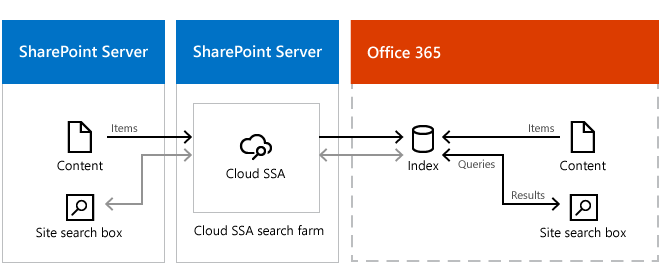 SharePoint Server
SharePoint Server
Office 365
Items
Content
Site search box
Cloud SSA
Cloud SSA search farm
Index
Items
Content
Queries
Results
Site search box